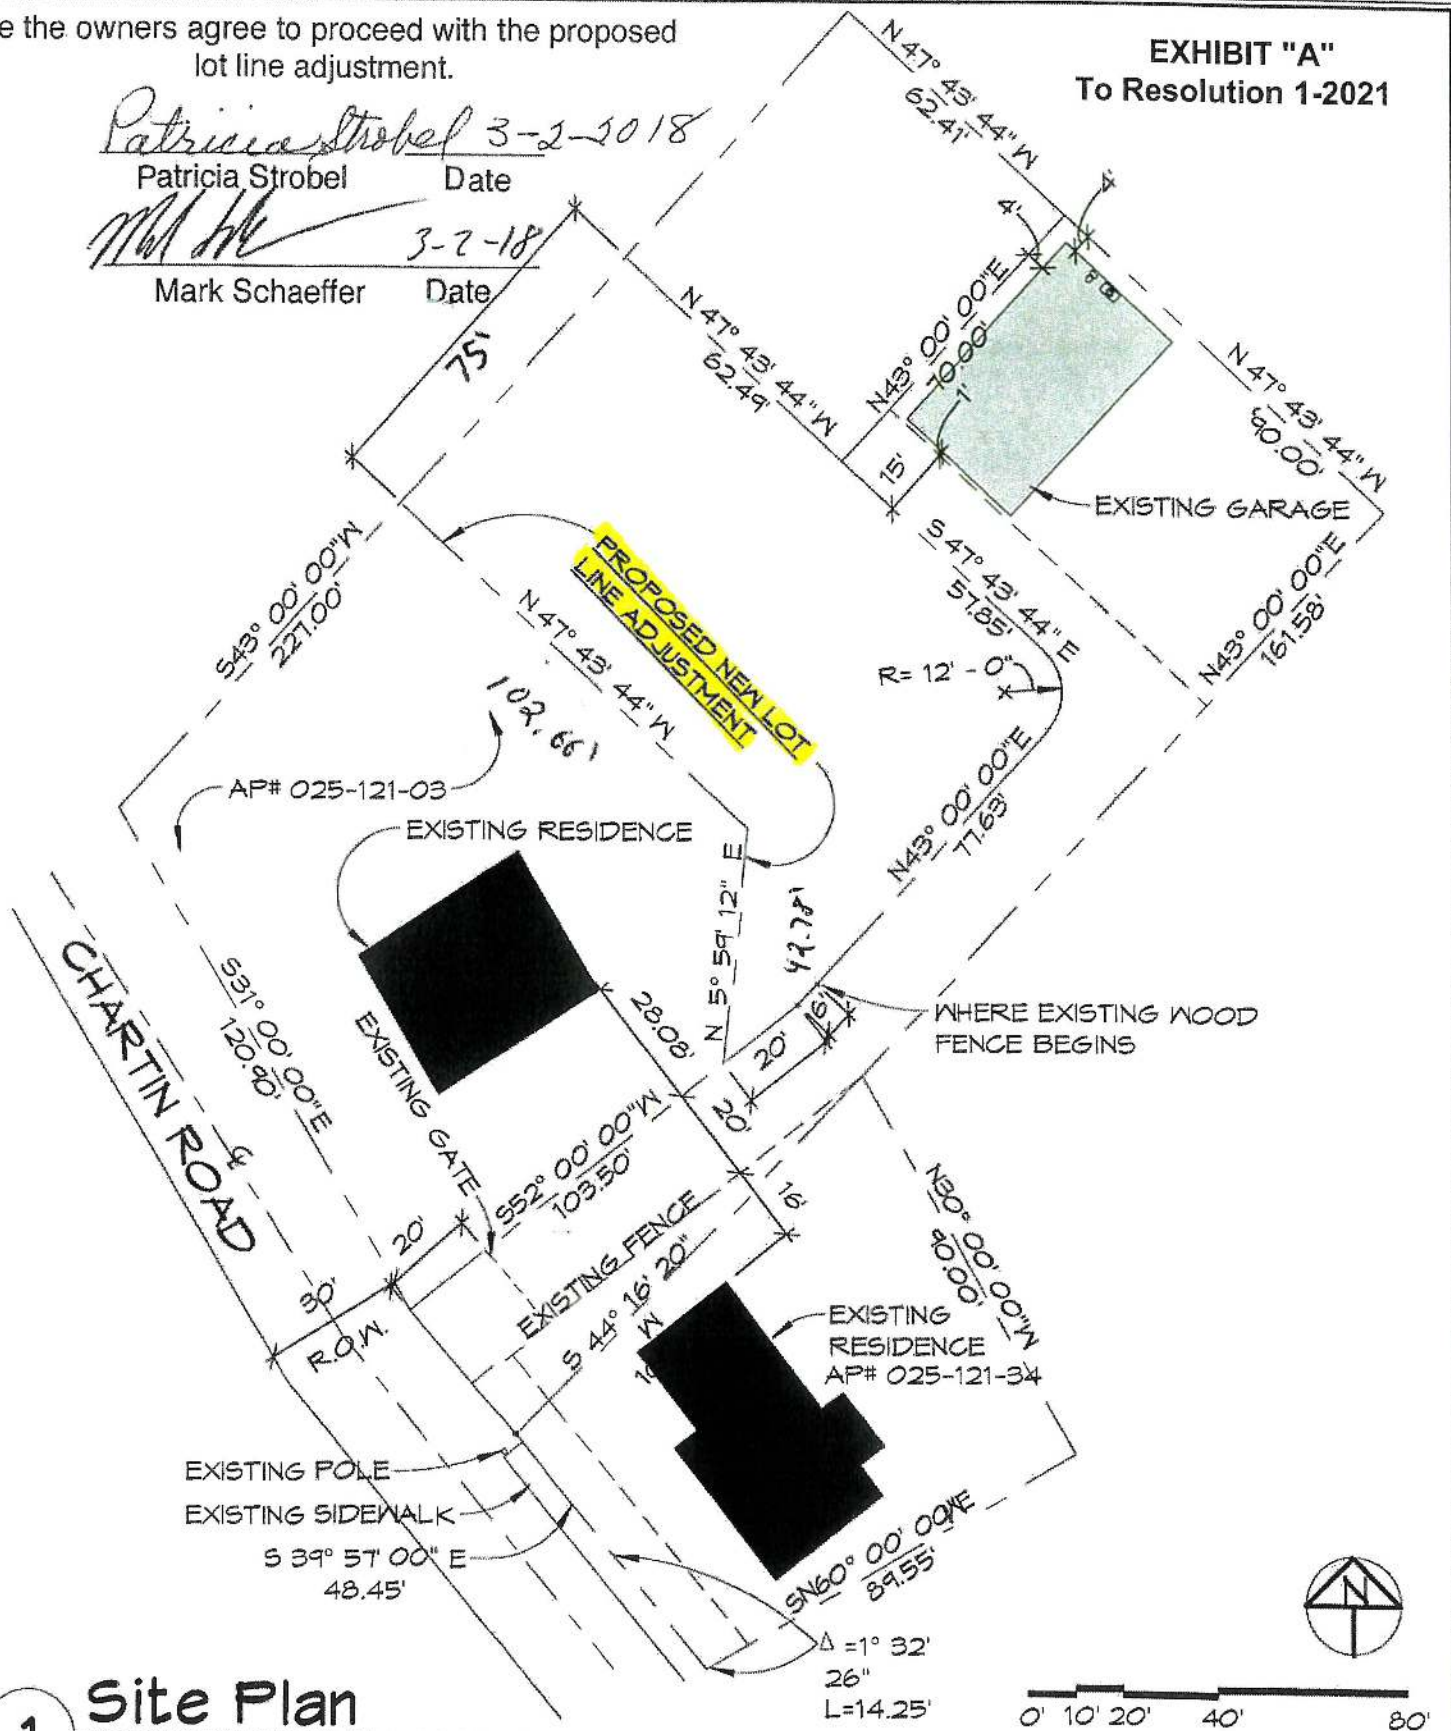 e the owners agree to proceed with the proposed
lot line adjustment.
EXHIBIT "A"
To Resolution 1-2021
Patricia Strobel 3-2-2018
Patricia Strobel Date
3-2-18
Mark Schaeffer Date
N 47° 43' 44" W
62.41'
4'
4'
75'
N 47° 43' 44" W
62.49'
N43° 00' 00"E
70.00'
1'
15'
N 47° 43' 44" W
90.00'
EXISTING GARAGE
S 47° 43' 44" E
57.85'
N43° 00' 00"E
161.58'
R= 12' - 0"
S43° 00' 00"W
227.00'
PROPOSED NEW LOT
LINE ADJUSTMENT
N 47° 43' 44" W
102.66'
AP# 025-121-03
EXISTING RESIDENCE
N43° 00' 00"E
77.63'
N 5° 59' 12" E
42.78'
CHARTIN ROAD
S31° 00' 00"E
120.90'
℄
28.08'
EXISTING GATE
WHERE EXISTING WOOD
FENCE BEGINS
16'
20'
20'
S52° 00' 00"W
103.50'
16'
N30° 00' 00"W
90.00'
20'
30'
R.O.W.
EXISTING FENCE
S 44° 16' 20"
W
EXISTING
RESIDENCE
AP# 025-121-34
EXISTING POLE
EXISTING SIDEWALK
S 39° 57' 00" E
48.45'
89.55'
Δ =1° 32'
26"
L=14.25'
N
1
Site Plan
0' 10' 20' 40' 80'